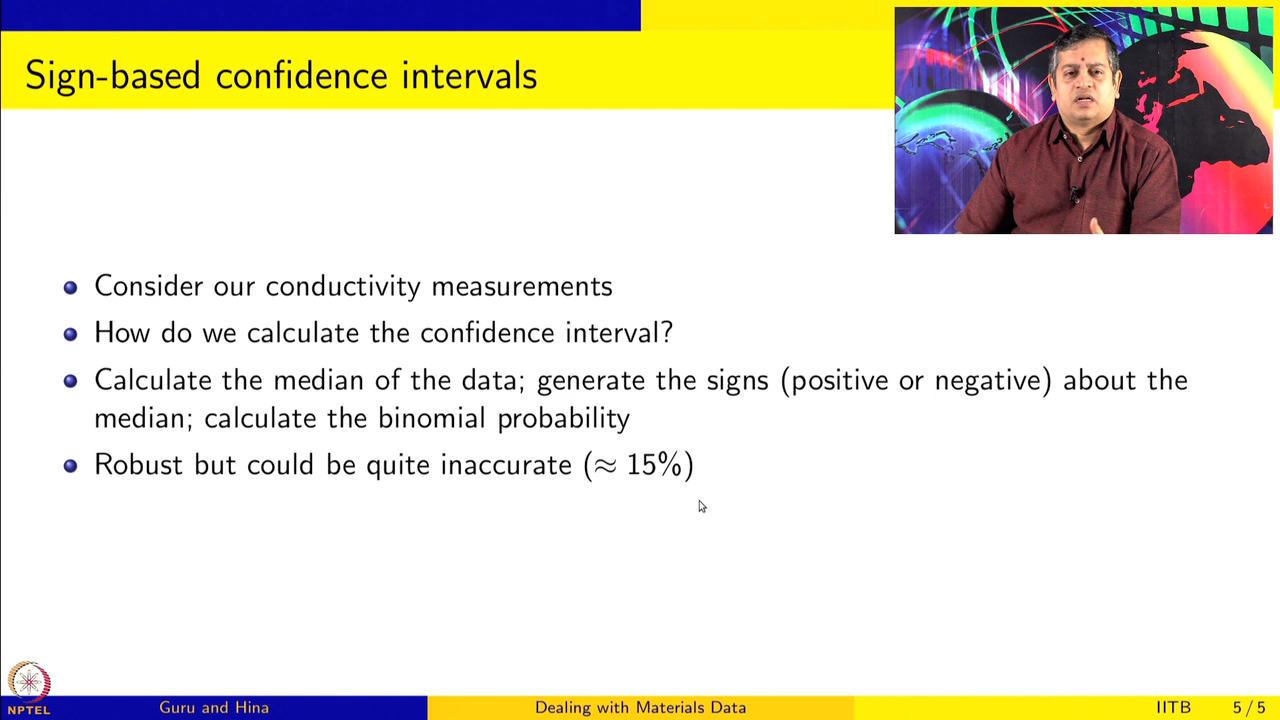 Sign-based confidence intervals
Consider our conductivity measurements
How do we calculate the confidence interval?
Calculate the median of the data; generate the signs (positive or negative) about the
median; calculate the binomial probability
Robust but could be quite inaccurate (≈ 15%)
NPTEL
Guru and Hina
Dealing with Materials Data
IITB
5 / 5